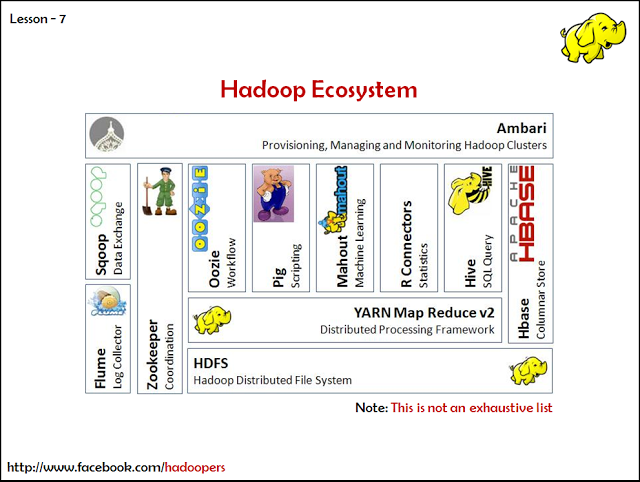 Lesson - 7
Hadoop Ecosystem
Ambari
Provisioning, Managing and Monitoring Hadoop Clusters
sqoop
Sqoop
Data Exchange
Flume
Log Collector
Zookeeper
Coordination
OOZIE
Oozie
Workflow
Pig
Scripting
mahout
Mahout
Machine Learning
R Connectors
Statistics
HIVE
Hive
SQL Query
APACHE
HBASE
Hbase
Columnar Store
YARN Map Reduce v2
Distributed Processing Framework
HDFS
Hadoop Distributed File System
Note: This is not an exhaustive list
http://www.facebook.com/hadoopers